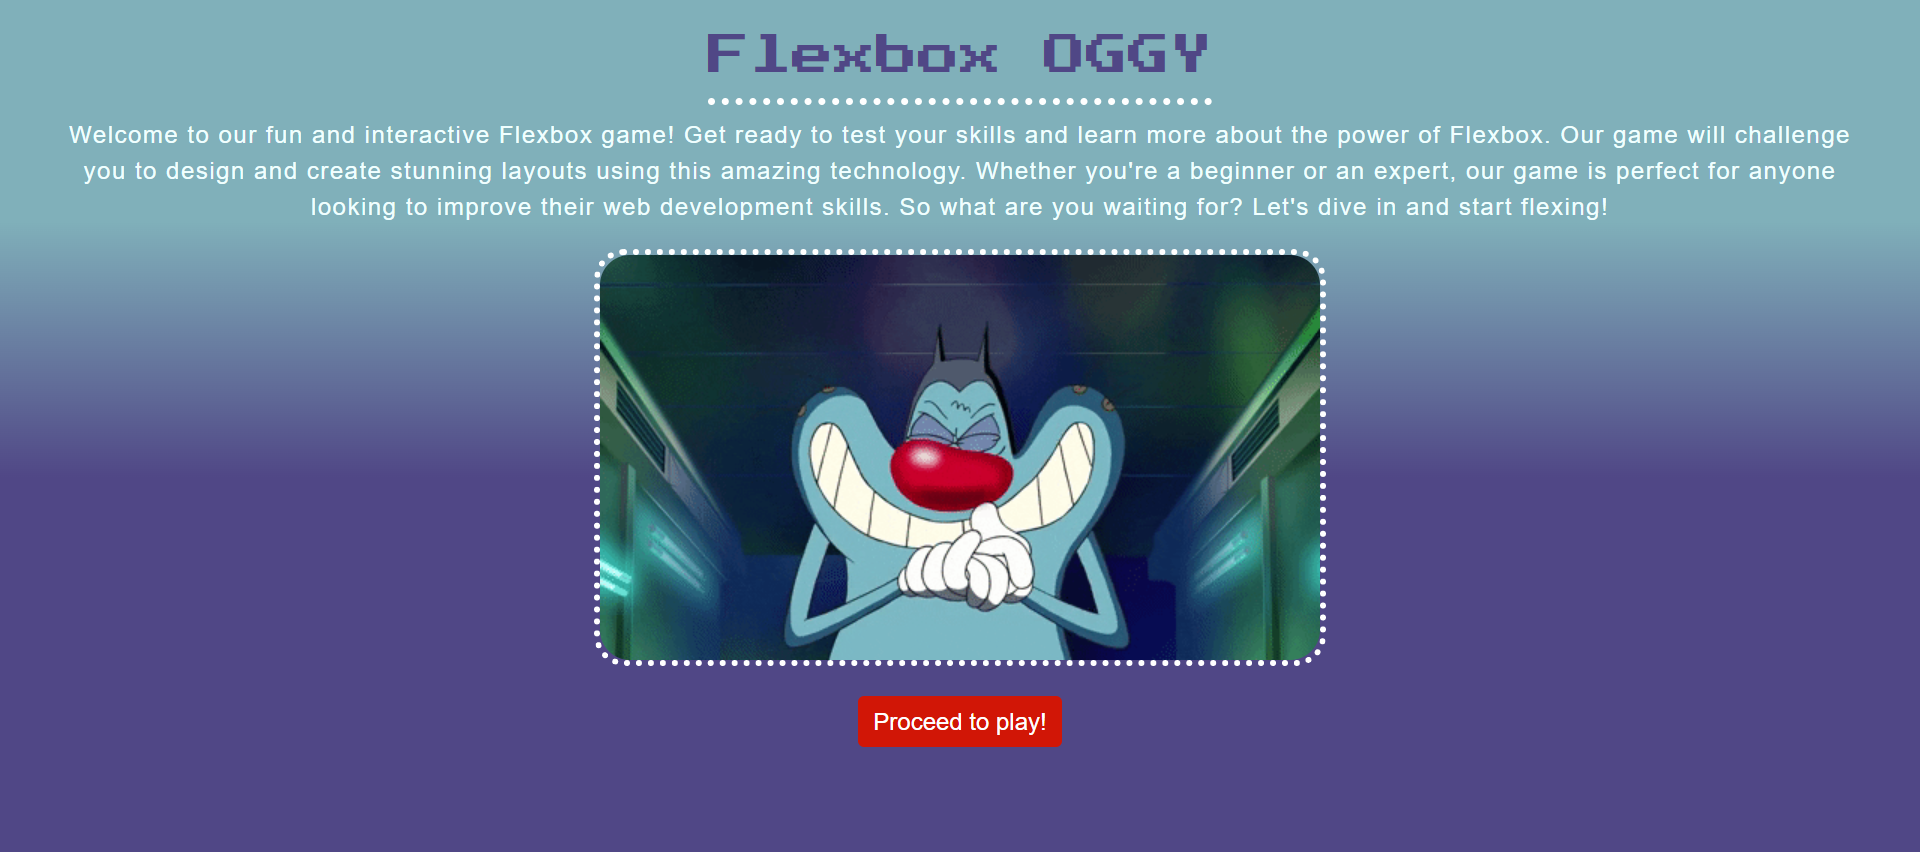 Flexbox OGGY
Welcome to our fun and interactive Flexbox game! Get ready to test your skills and learn more about the power of Flexbox. Our game will challenge
you to design and create stunning layouts using this amazing technology. Whether you're a beginner or an expert, our game is perfect for anyone
looking to improve their web development skills. So what are you waiting for? Let's dive in and start flexing!
Proceed to play!